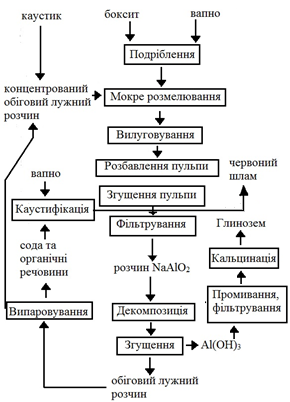 каустик
боксит
вапно
Подріблення
концентрований
обіговий лужний
розчин
Мокре розмелювання
Вилуговування
Розбавлення пульпи
червоний
шлам
вапно
Згущення пульпи
Каустифікація
Фільтрування
Глинозем
сода та
органічні
речовини
розчин NaAlO₂
Кальцинація
Випаровування
Декомпозиція
Промивання,
фільтрування
Згущення
Al(OH)₃
обіговий лужний
розчин